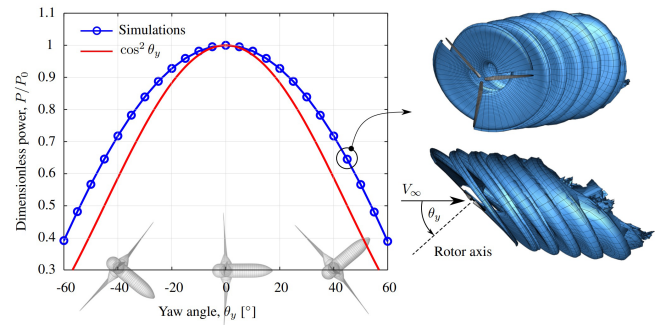 Simulations
cos² θy
Dimensionless power, P/P0
1.1
1
0.9
0.8
0.7
0.6
0.5
0.4
0.3
-60 -40 -20 0 20 40 60
Yaw angle, θy [°]
V∞
θy
Rotor axis